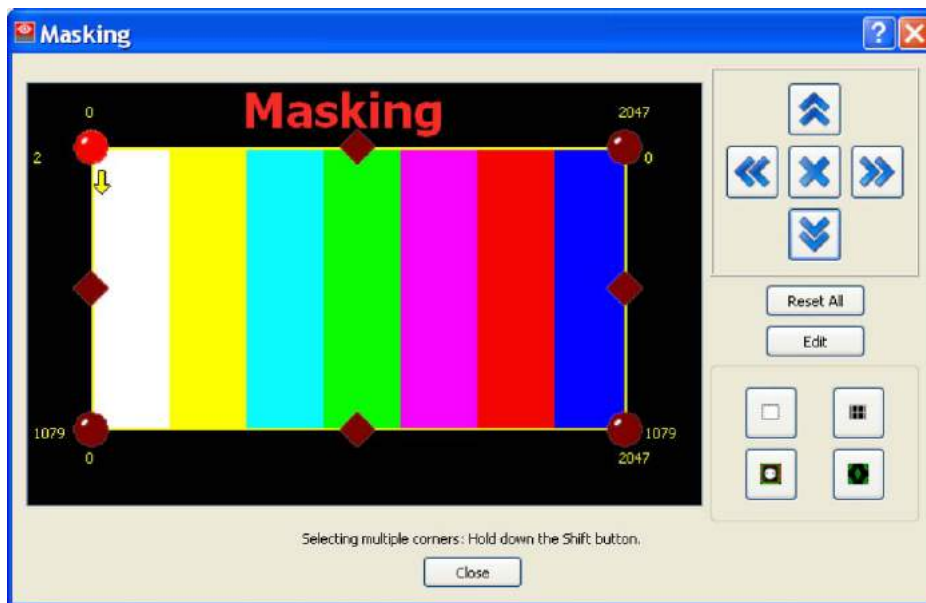 Masking
Masking
0
2047
2
0
Reset All
Edit
1079
1079
0
2047
Selecting multiple corners: Hold down the Shift button.
Close